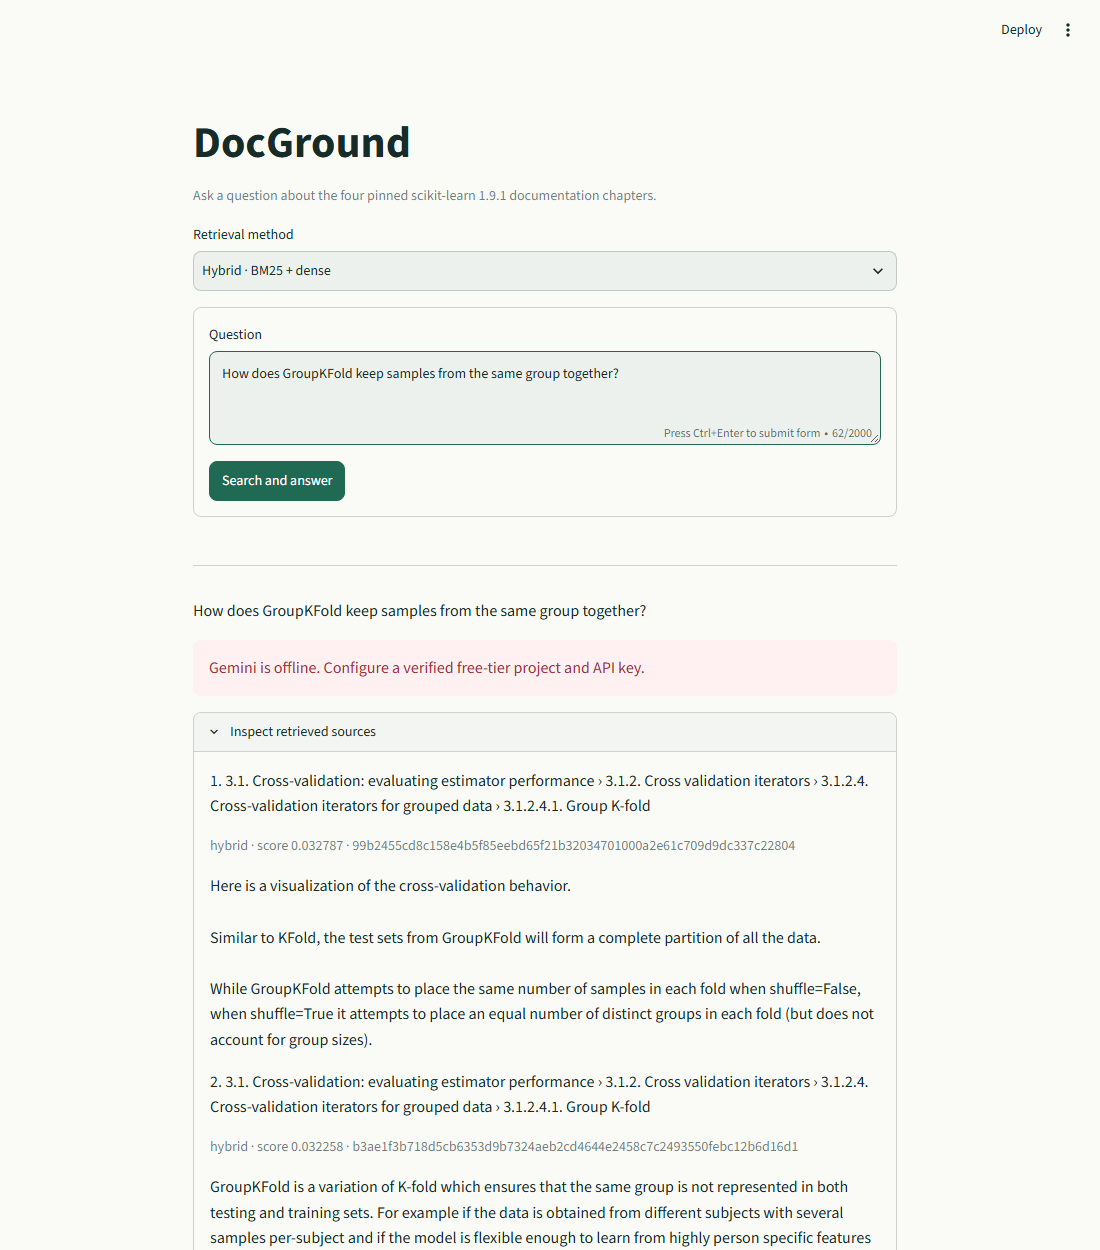 Deploy
DocGround
Ask a question about the four pinned scikit-learn 1.9.1 documentation chapters.
Retrieval method
Hybrid · BM25 + dense
Question
How does GroupKFold keep samples from the same group together?
Press Ctrl+Enter to submit form • 62/2000
Search and answer
How does GroupKFold keep samples from the same group together?
Gemini is offline. Configure a verified free-tier project and API key.
Inspect retrieved sources
1. 3.1. Cross-validation: evaluating estimator performance › 3.1.2. Cross validation iterators › 3.1.2.4.
Cross-validation iterators for grouped data › 3.1.2.4.1. Group K-fold
hybrid · score 0.032787 · 99b2455cd8c158e4b5f85eebd65f21b32034701000a2e61c709d9dc337c22804
Here is a visualization of the cross-validation behavior.
Similar to KFold, the test sets from GroupKFold will form a complete partition of all the data.
While GroupKFold attempts to place the same number of samples in each fold when shuffle=False,
when shuffle=True it attempts to place an equal number of distinct groups in each fold (but does not
account for group sizes).
2. 3.1. Cross-validation: evaluating estimator performance › 3.1.2. Cross validation iterators › 3.1.2.4.
Cross-validation iterators for grouped data › 3.1.2.4.1. Group K-fold
hybrid · score 0.032258 · b3ae1f3b718d5cb6353d9b7324aeb2cd4644e2458c7c2493550febc12b6d16d1
GroupKFold is a variation of K-fold which ensures that the same group is not represented in both
testing and training sets. For example if the data is obtained from different subjects with several
samples per-subject and if the model is flexible enough to learn from highly person specific features